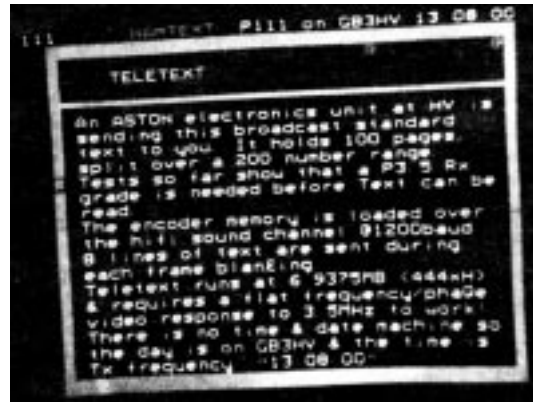 111 HAMTEXT P111 on GB3HV 13 08 00
TELETEXT
An ASTON electronics unit at HV is
sending this broadcast standard
text to you. It holds 100 pages,
split over a 200 number range
Tests so far show that a P3 5 Rx
grade is needed before Text can be
read
The encoder memory is loaded over
the hifi sound channel @1200baud
8 lines of text are sent during
each frame blanEing
Teletext runs at 6 9375MB (444xH)
& requires a flat frequency/phaGe
video response to 3 5MHz to work!
There is no time & date machine so
the day is on GB3HV & the time is
Tx frequency "13 08 00"